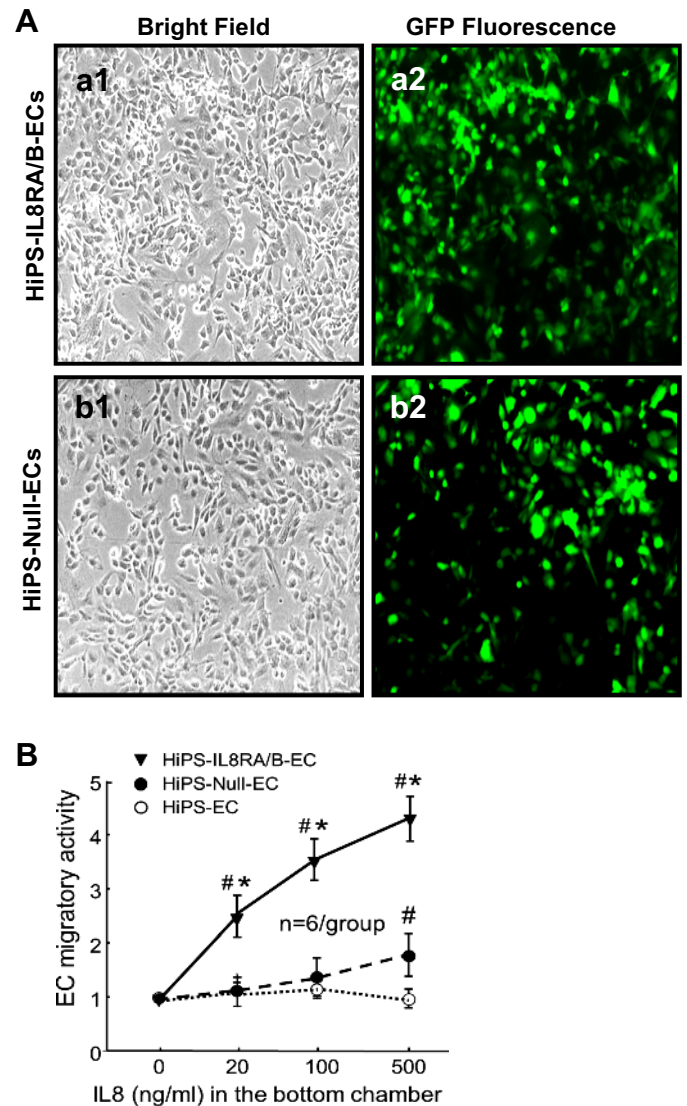 A
Bright Field
GFP Fluorescence
HiPS-IL8RA/B-ECs
a1
a2
HiPS-Null-ECs
b1
b2
B
HiPS-IL8RA/B-EC
HiPS-Null-EC
HiPS-EC
EC migratory activity
5
4
3
2
1
0
#*
#*
#*
n=6/group
#
0
20
100
500
IL8 (ng/ml) in the bottom chamber